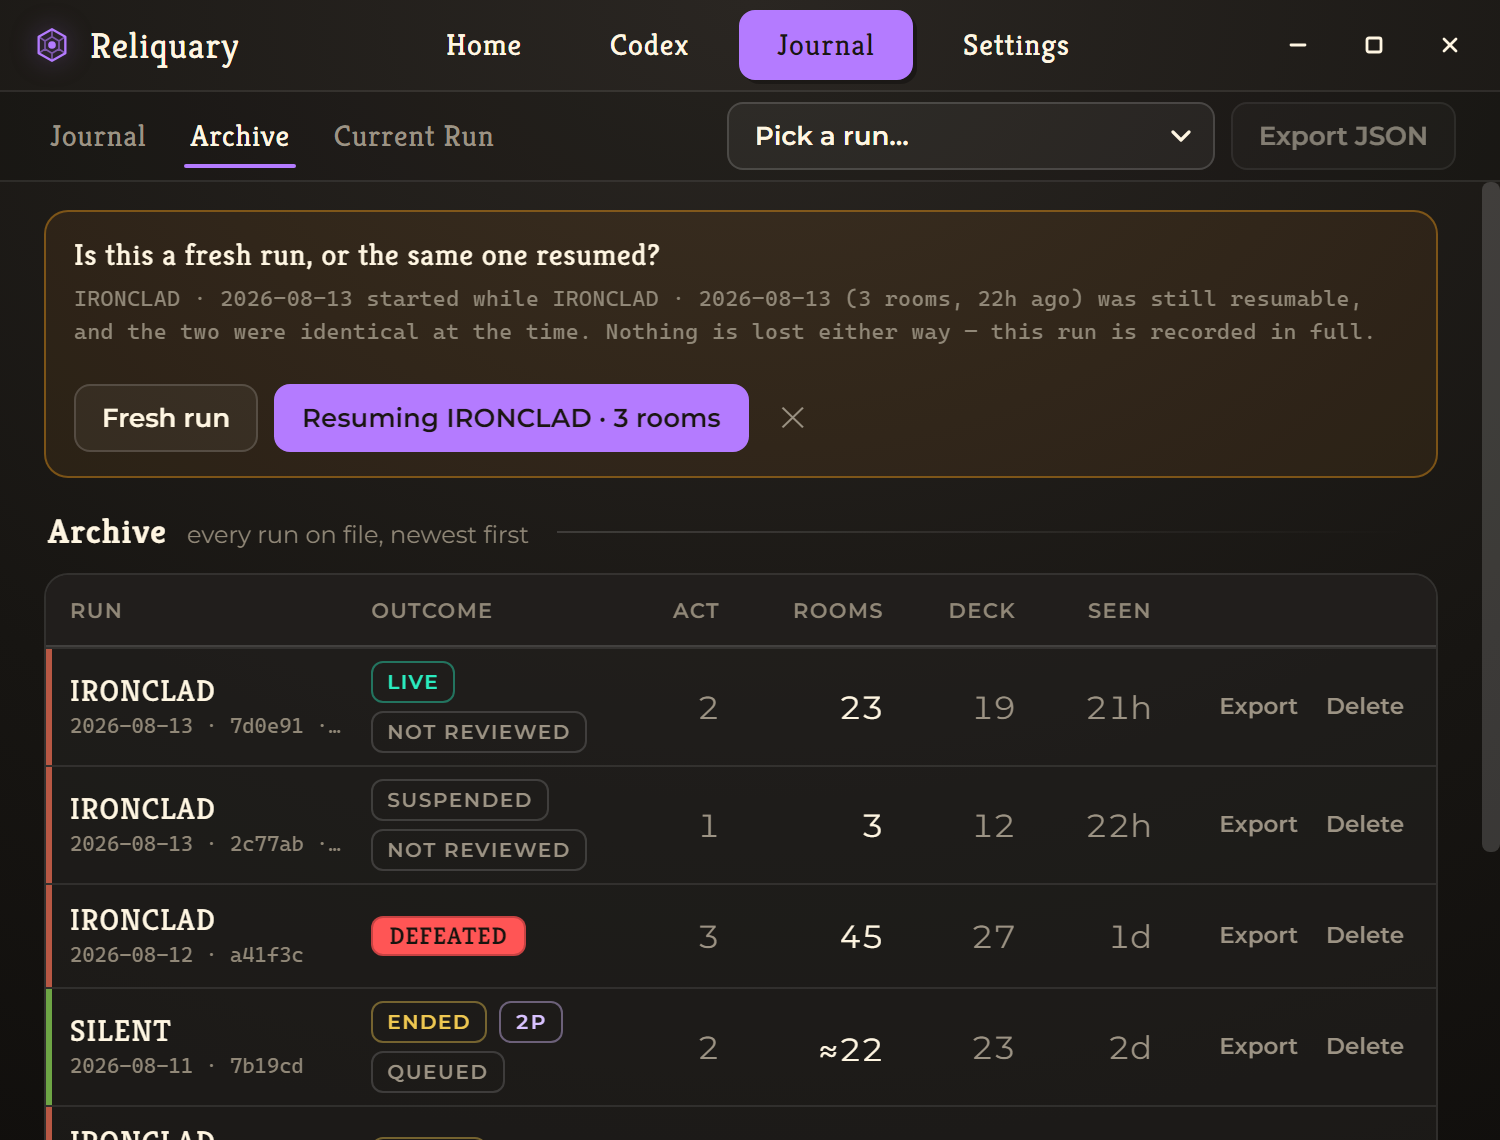 Reliquary
Home
Codex
Journal
Settings
Journal
Archive
Current Run
Pick a run...
Export JSON
Is this a fresh run, or the same one resumed?
IRONCLAD · 2026-08-13 started while IRONCLAD · 2026-08-13 (3 rooms, 22h ago) was still resumable,
and the two were identical at the time. Nothing is lost either way — this run is recorded in full.
Fresh run
Resuming IRONCLAD · 3 rooms
Archive every run on file, newest first
RUN OUTCOME ACT ROOMS DECK SEEN
IRONCLAD
2026-08-13 · 7d0e91 ·…
LIVE
NOT REVIEWED
2 23 19 21h Export Delete
IRONCLAD
2026-08-13 · 2c77ab ·…
SUSPENDED
NOT REVIEWED
1 3 12 22h Export Delete
IRONCLAD
2026-08-12 · a41f3c
DEFEATED
3 45 27 1d Export Delete
SILENT
2026-08-11 · 7b19cd
ENDED 2P
QUEUED
2 ≈22 23 2d Export Delete
IRONCLAD